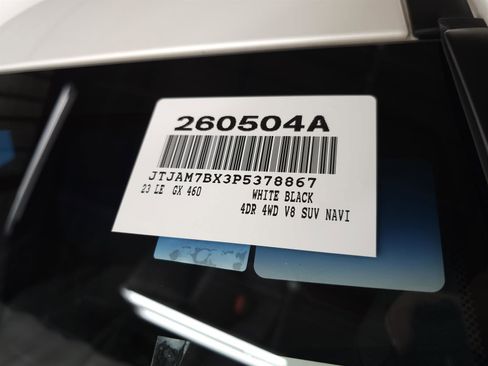 260504A
JTJAM7BX3P5378867
23 LE GX 460 WHITE BLACK
4DR 4WD V8 SUV NAVI